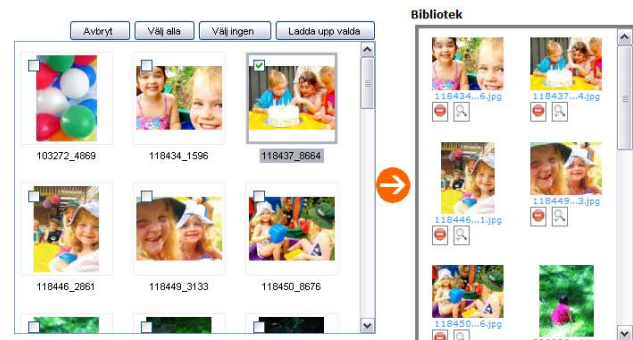 Bibliotek
Avbryt
Välj alla
Välj ingen
Ladda upp valda
103272_4869
118434_1596
118437_8664
118446_2861
118449_3133
118450_8676
118434...6.jpg
118437...4.jpg
118446...1.jpg
118449...3.jpg
118450...6.jpg